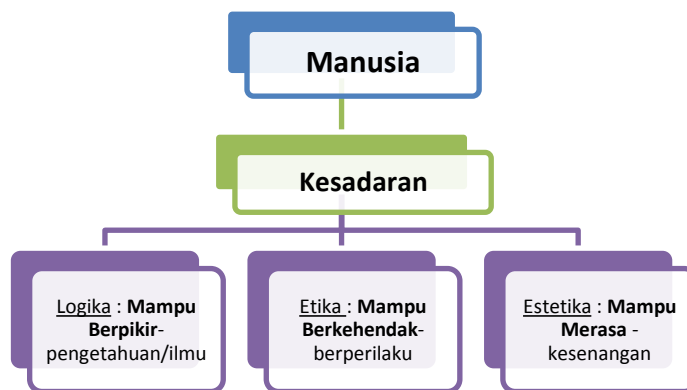 Manusia
Kesadaran
Logika : Mampu
Berpikir-
pengetahuan/ilmu
Etika : Mampu
Berkehendak-
berperilaku
Estetika : Mampu
Merasa -
kesenangan